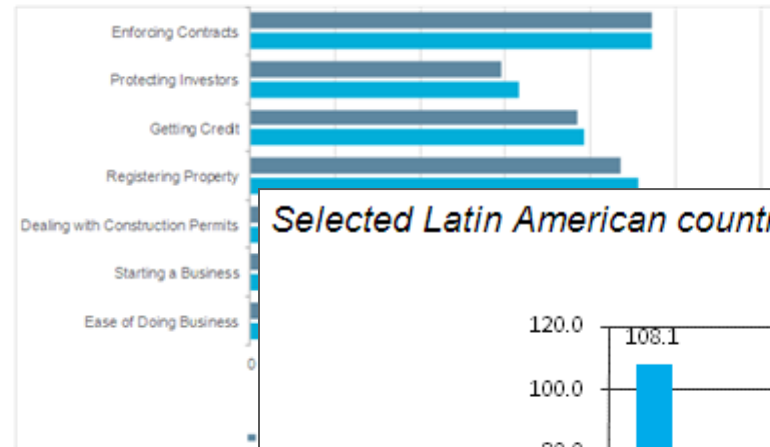 Enforcing Contracts
Protecting Investors
Getting Credit
Registering Property
Dealing with Construction Permits
Starting a Business
Ease of Doing Business
0
Selected Latin American
120.0
108.1
100.0